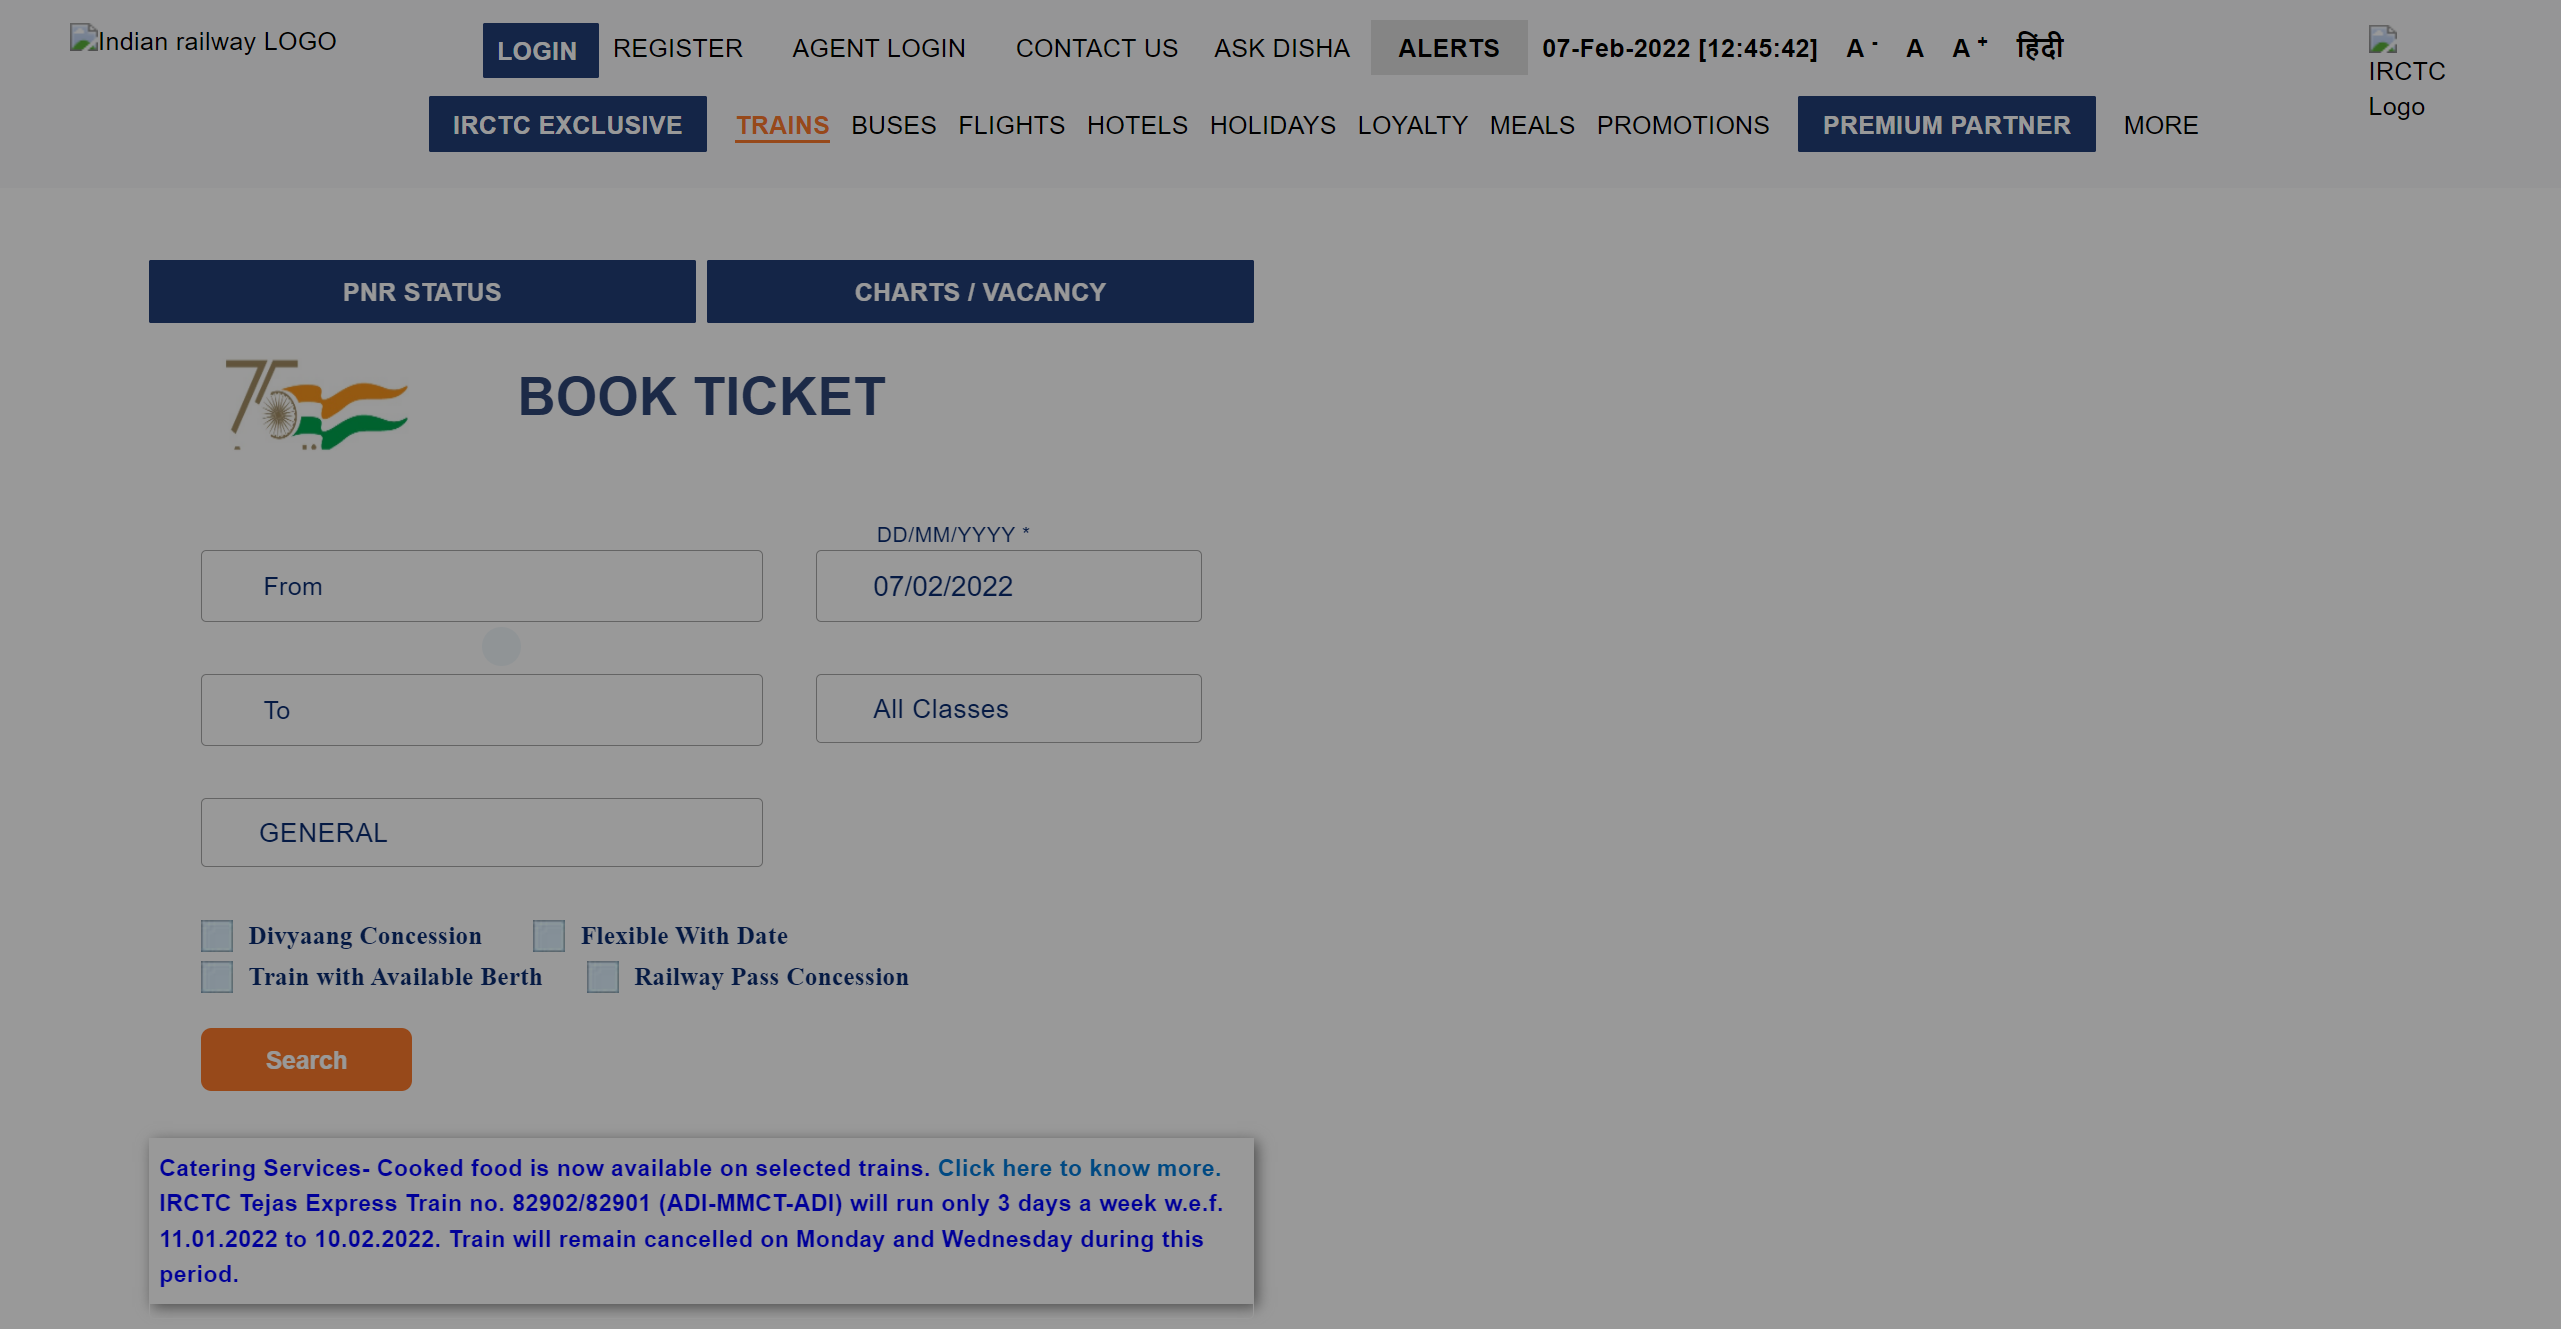 Indian railway LOGO
LOGIN REGISTER AGENT LOGIN CONTACT US ASK DISHA ALERTS 07-Feb-2022 [12:45:42] A - A A + हिंदी
IRCTC
Logo
IRCTC EXCLUSIVE TRAINS BUSES FLIGHTS HOTELS HOLIDAYS LOYALTY MEALS PROMOTIONS PREMIUM PARTNER MORE
PNR STATUS CHARTS / VACANCY
75
BOOK TICKET
DD/MM/YYYY *
From 07/02/2022
To All Classes
GENERAL
Divyaang Concession Flexible With Date
Train with Available Berth Railway Pass Concession
Search
Catering Services- Cooked food is now available on selected trains. Click here to know more.
IRCTC Tejas Express Train no. 82902/82901 (ADI-MMCT-ADI) will run only 3 days a week w.e.f.
11.01.2022 to 10.02.2022. Train will remain cancelled on Monday and Wednesday during this
period.